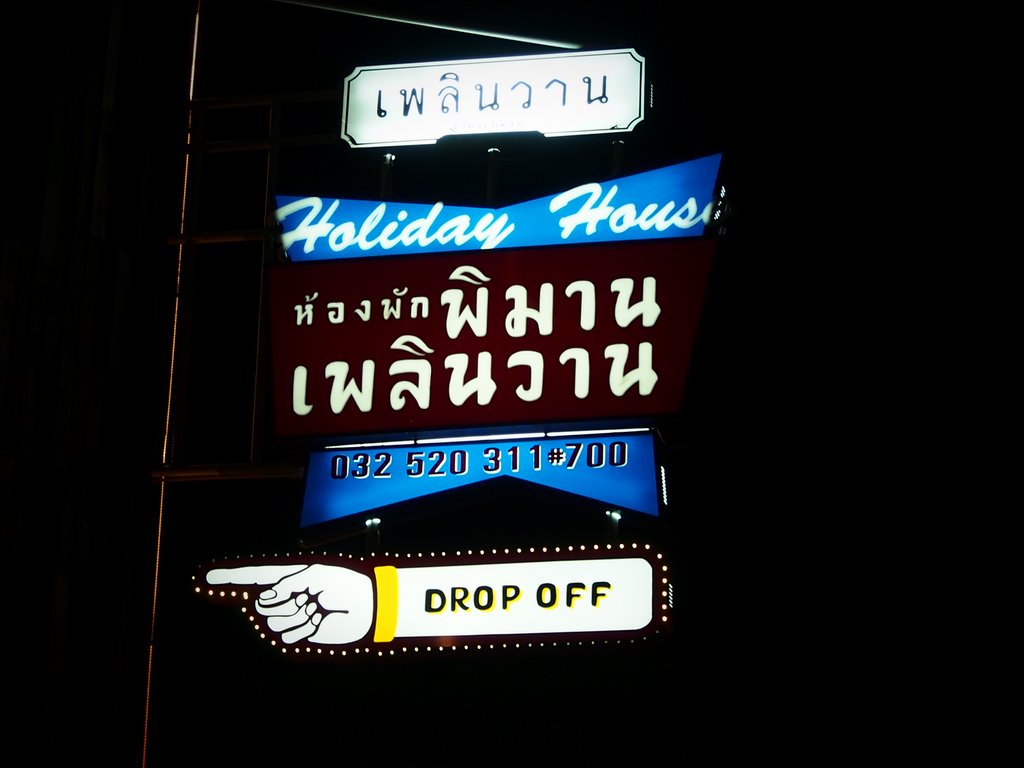 เพลินวาน
Holiday House
ห้องพัก พิมาน
เพลินวาน
032 520 311#700
DROP OFF